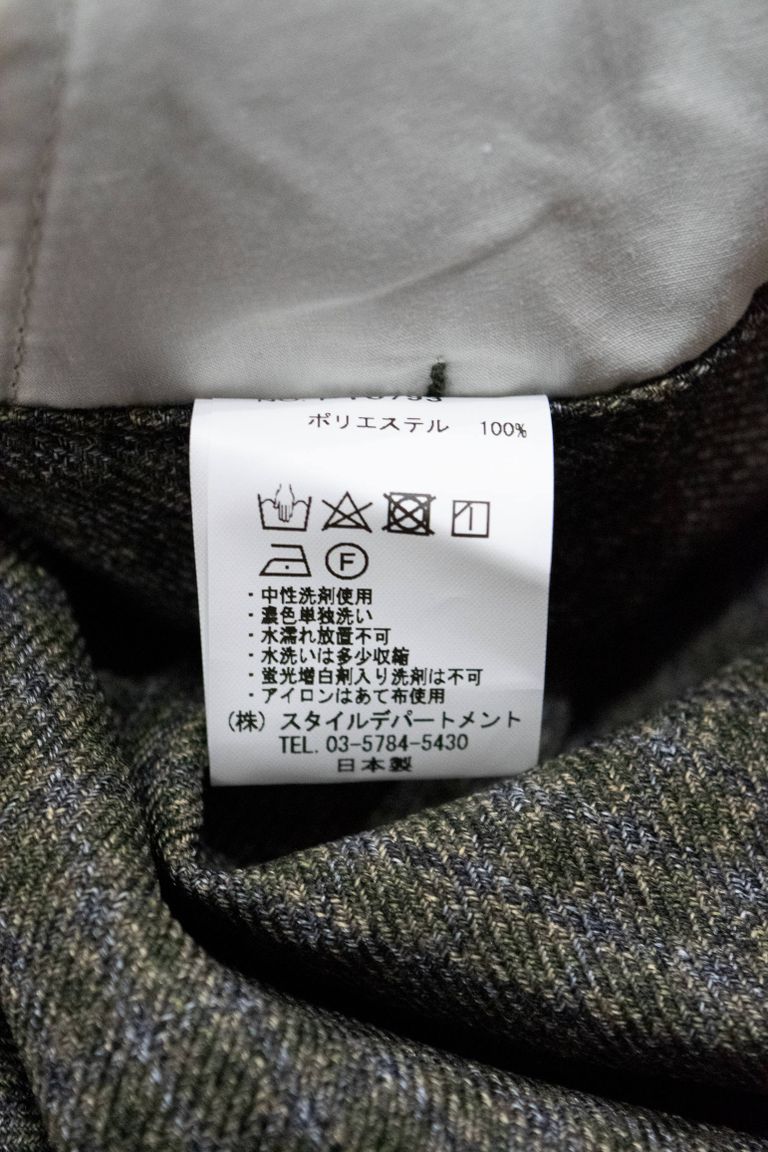 ポリエステル 100%
F
・中性洗剤使用
・濃色単独洗い
・水濡れ放置不可
・水洗いは多少収縮
・蛍光増白剤入り洗剤は不可
・アイロンはあて布使用
(株) スタイルデパートメント
TEL. 03-5784-5430
日本製